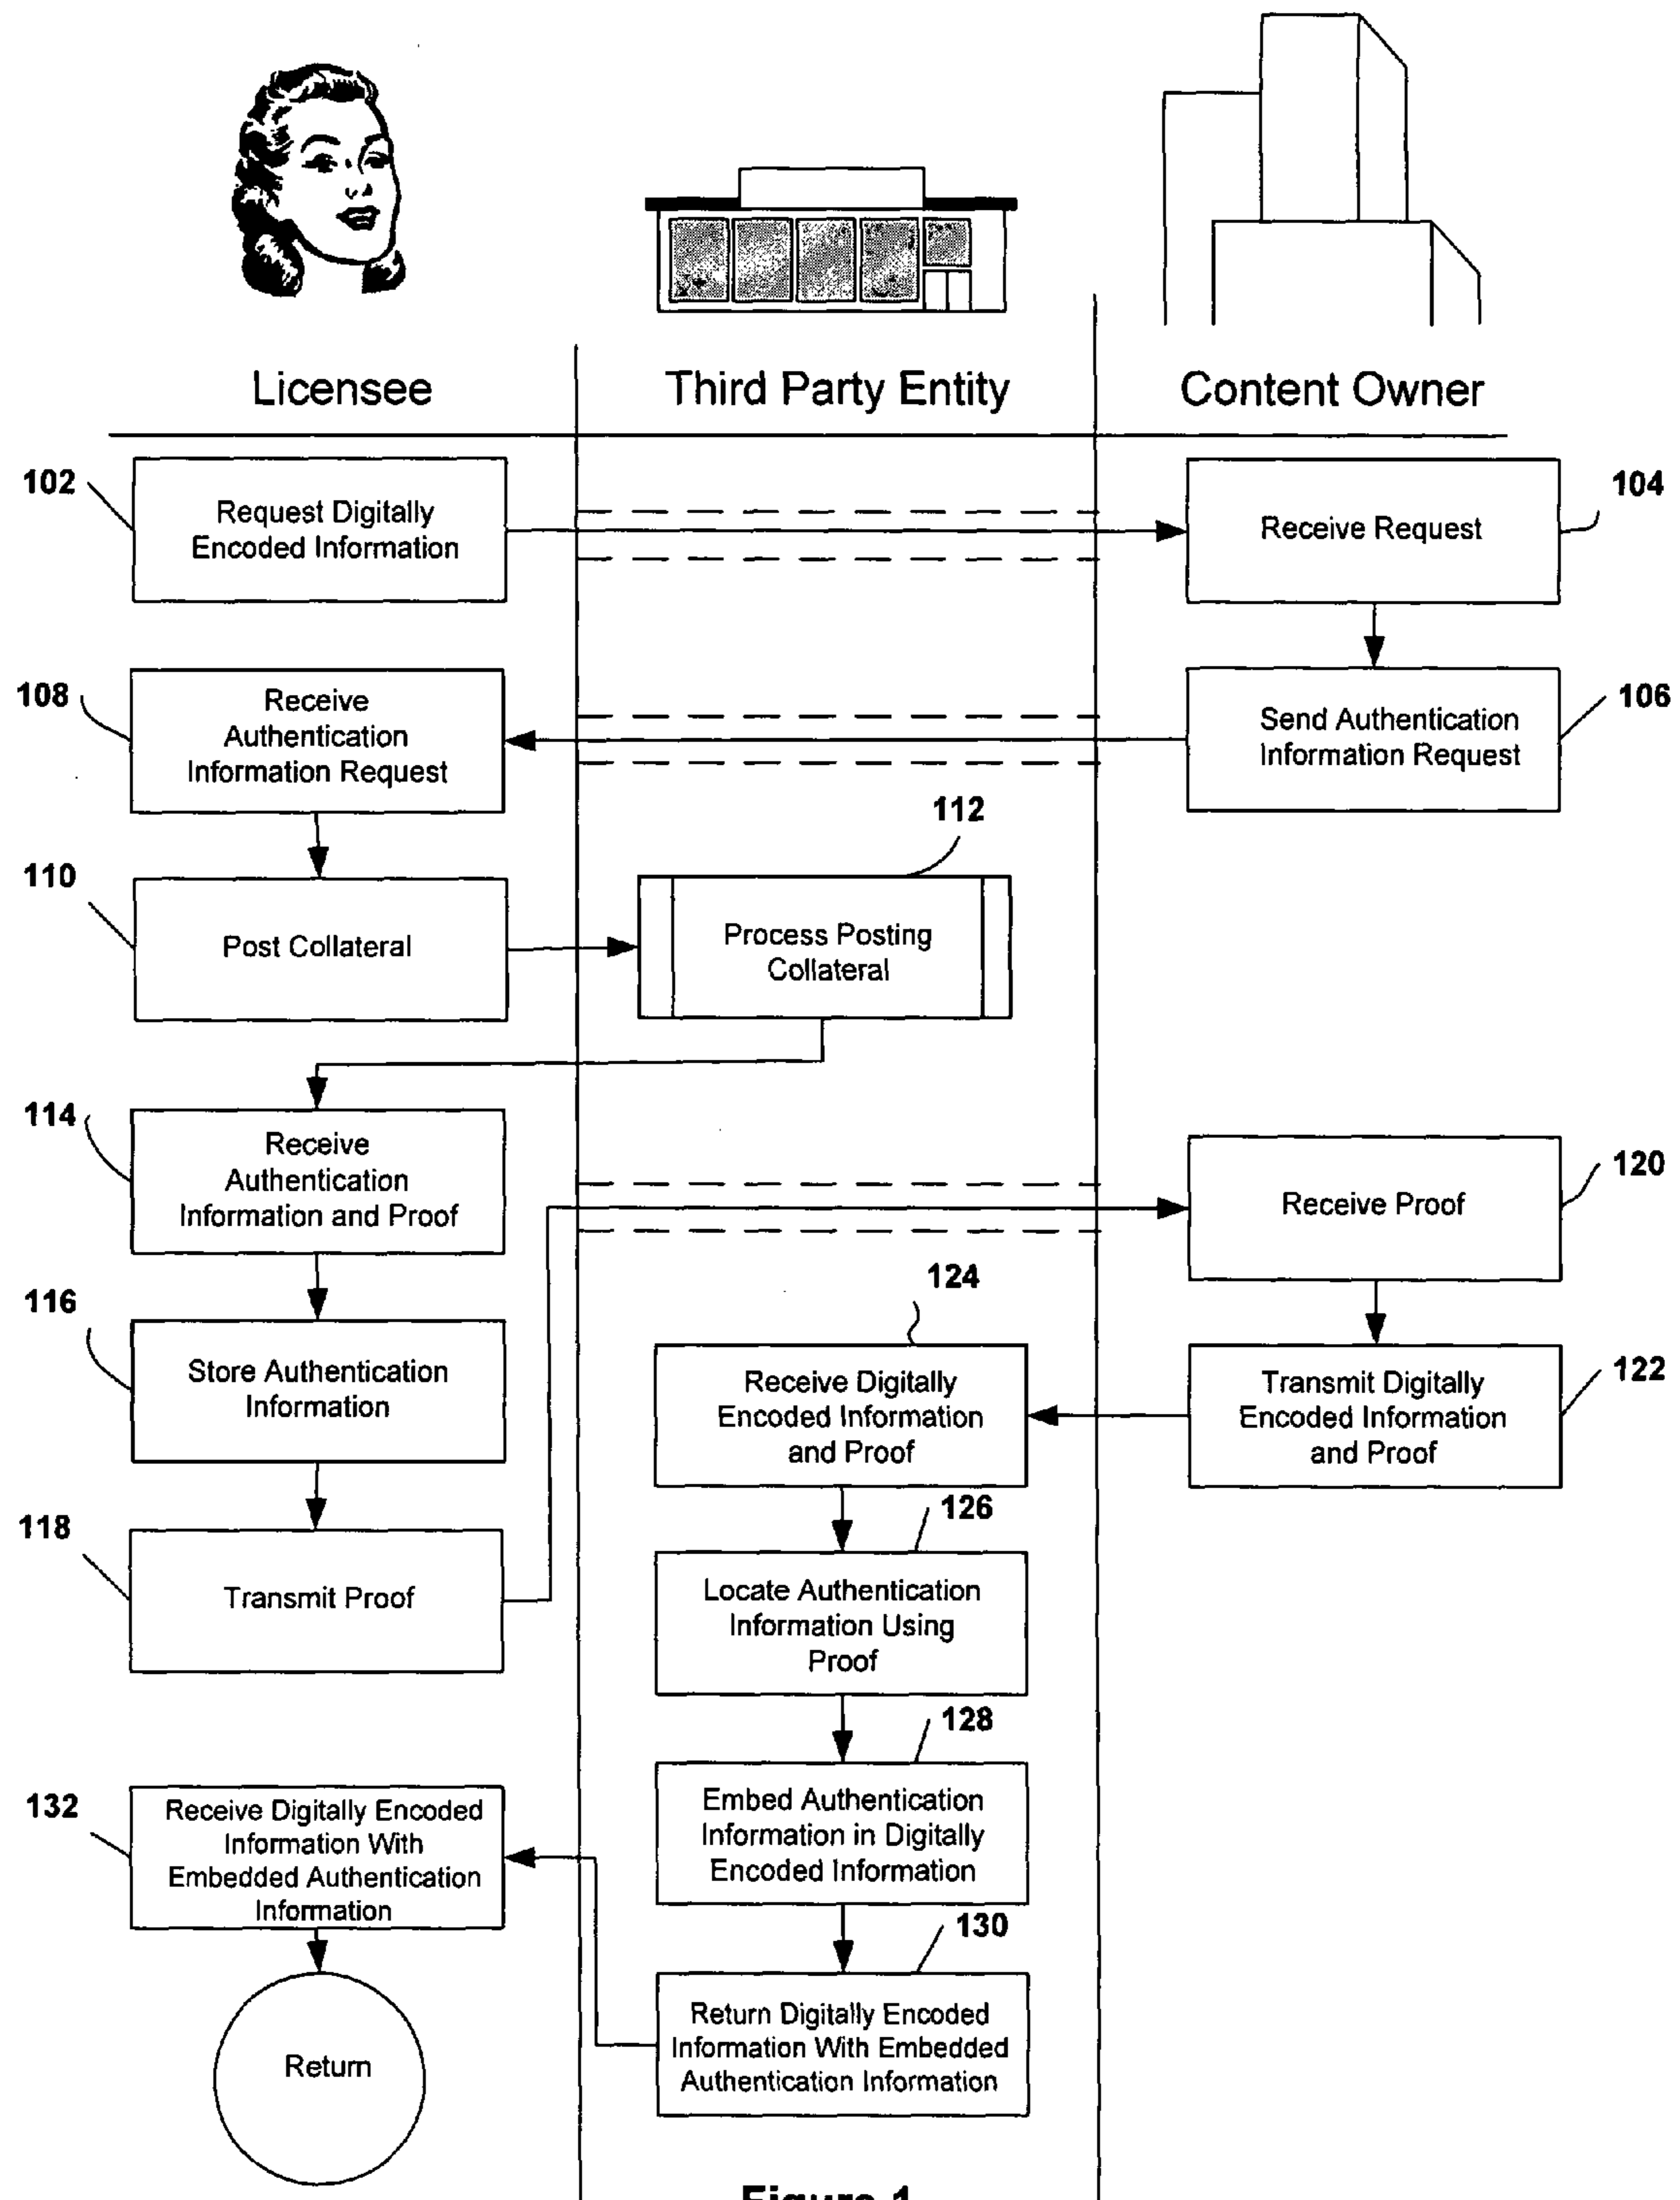 Licensee
Third Party Entity
Content Owner
102
Request Digitally
Encoded Information
Receive Request
104
108
Receive
Authentication
Information Request
Send Authentication
Information Request
106
110
Post Collateral
112
Process Posting
Collateral
114
Receive
Authentication
Information and Proof
Receive Proof
120
116
Store Authentication
Information
124
Receive Digitally
Encoded Information
and Proof
Transmit Digitally
Encoded Information
and Proof
122
118
Transmit Proof
126
Locate Authentication
Information Using
Proof
128
Embed Authentication
Information in Digitally
Encoded Information
132
Receive Digitally Encoded
Information With
Embedded Authentication
Information
130
Return Digitally Encoded
Information With Embedded
Authentication Information
Return
Figure 1